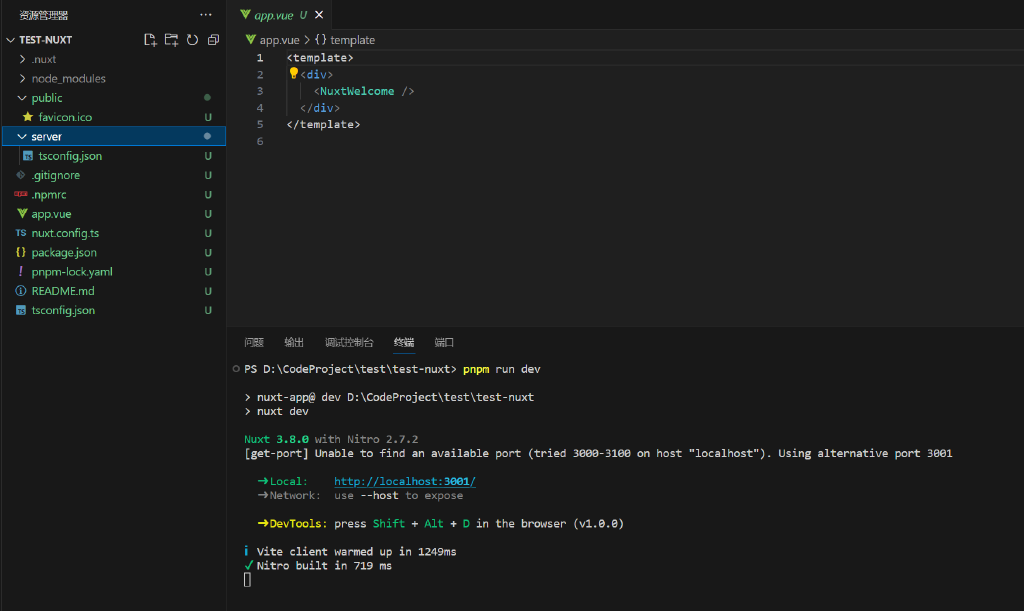 资源管理器
···
TEST-NUXT
.nuxt
node_modules
public
favicon.ico U
server
tsconfig.json U
.gitignore U
.npmrc U
app.vue U
TS nuxt.config.ts U
{} package.json U
! pnpm-lock.yaml U
README.md U
tsconfig.json U
app.vue U
app.vue > {} template
1 <template>
2 <div>
3 <NuxtWelcome />
4 </div>
5 </template>
6
问题 输出 调试控制台 终端 端口
PS D:\CodeProject\test\test-nuxt> pnpm run dev
> nuxt-app@ dev D:\CodeProject\test\test-nuxt
> nuxt dev
Nuxt 3.8.0 with Nitro 2.7.2
[get-port] Unable to find an available port (tried 3000-3100 on host "localhost"). Using alternative port 3001
➜Local: http://localhost:3001/
➜Network: use --host to expose
➜DevTools: press Shift + Alt + D in the browser (v1.0.0)
ℹ Vite client warmed up in 1249ms
✓ Nitro built in 719 ms